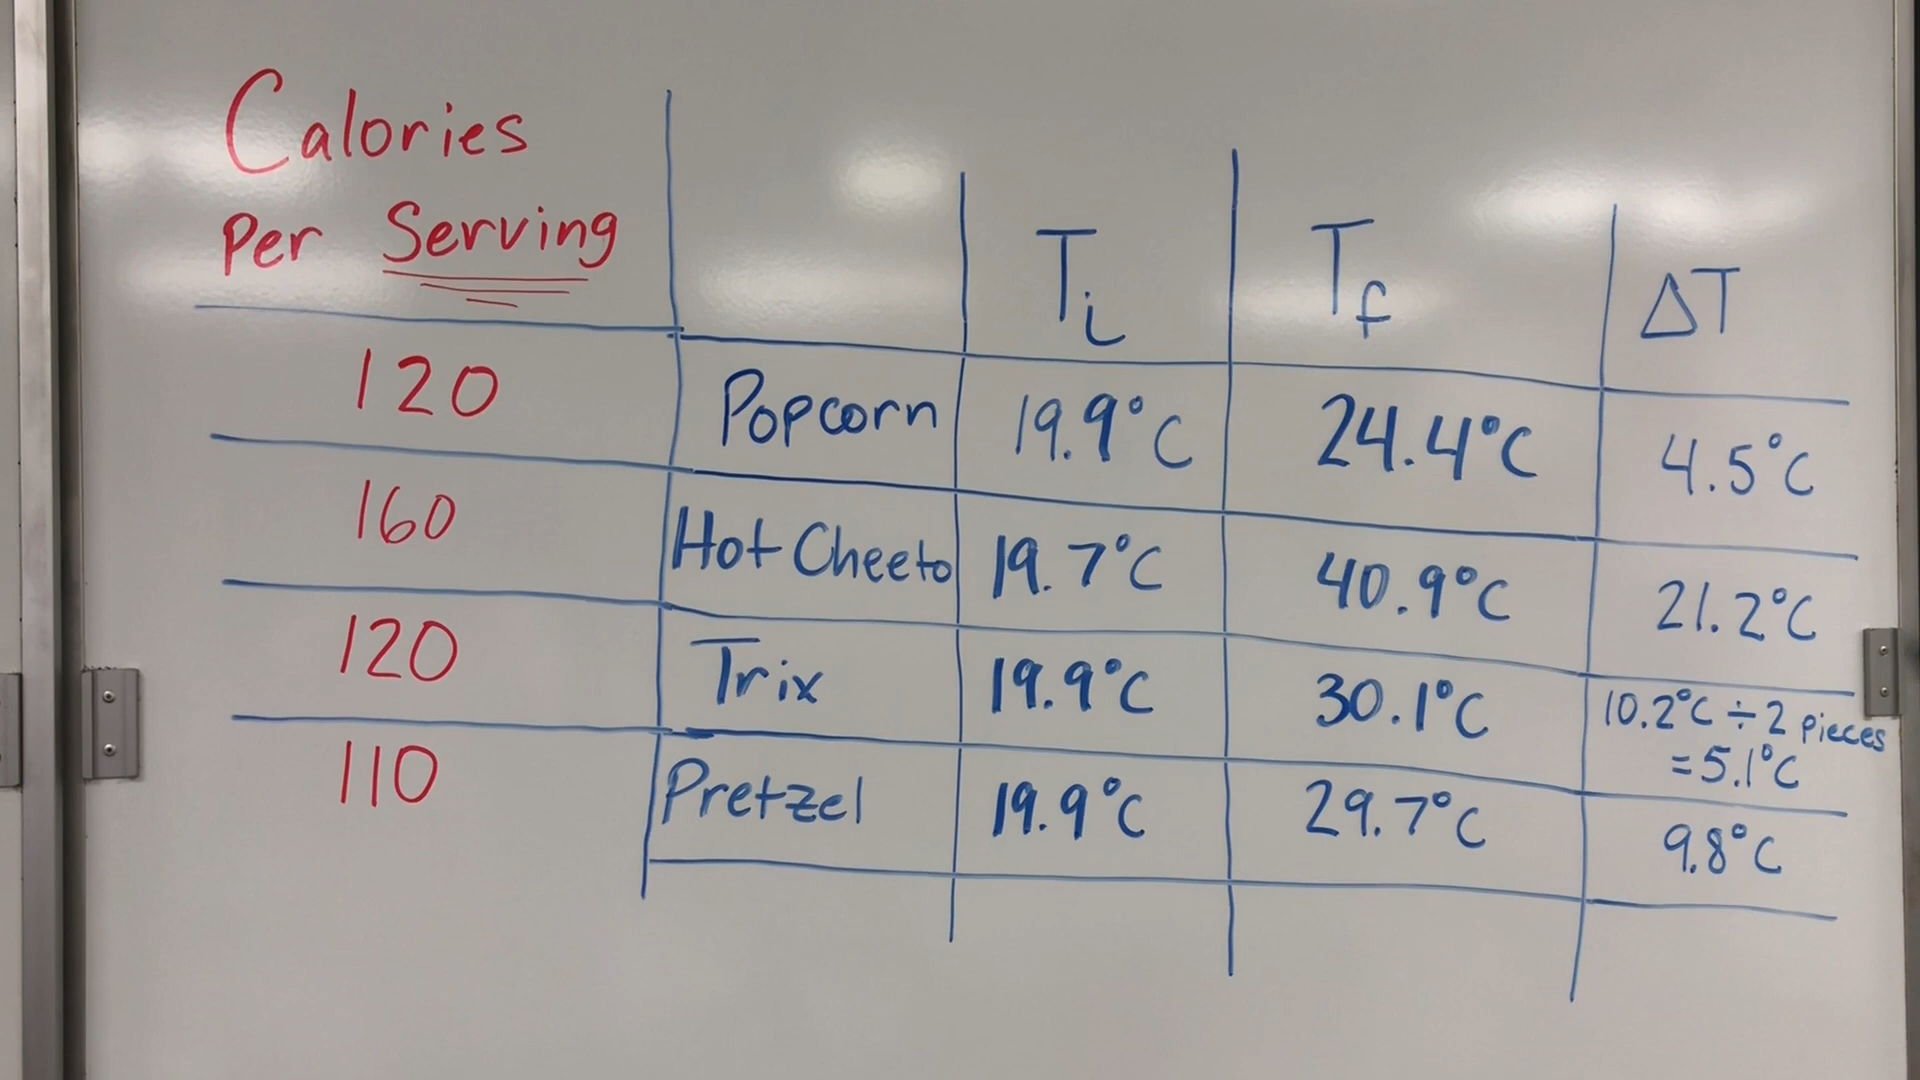 Calories
per Serving
Ti Tf ΔT
120 Popcorn 19.9°C 24.4°C 4.5°C
160 Hot Cheeto 19.7°C 40.9°C 21.2°C
120 Trix 19.9°C 30.1°C 10.2°C ÷ 2 pieces
= 5.1°C
110 Pretzel 19.9°C 29.7°C 9.8°C